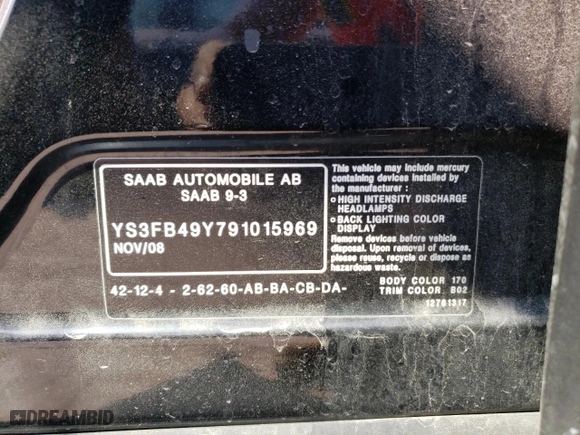 SAAB AUTOMOBILE AB
SAAB 9-3
YS3FB49Y791015969
NOV/08
42-12-4 - 2-62-60-AB-BA-CB-DA-
This vehicle may include mercury
containing devices installed by
the manufacturer :
o HIGH INTENSITY DISCHARGE
HEADLAMPS
o BACK LIGHTING COLOR
DISPLAY
Remove devices before vehicle
disposal. Upon removal of devices,
please reuse, recycle or dispose as
hazardous waste.
BODY COLOR 170
TRIM COLOR B02
12761317
DREAMBID